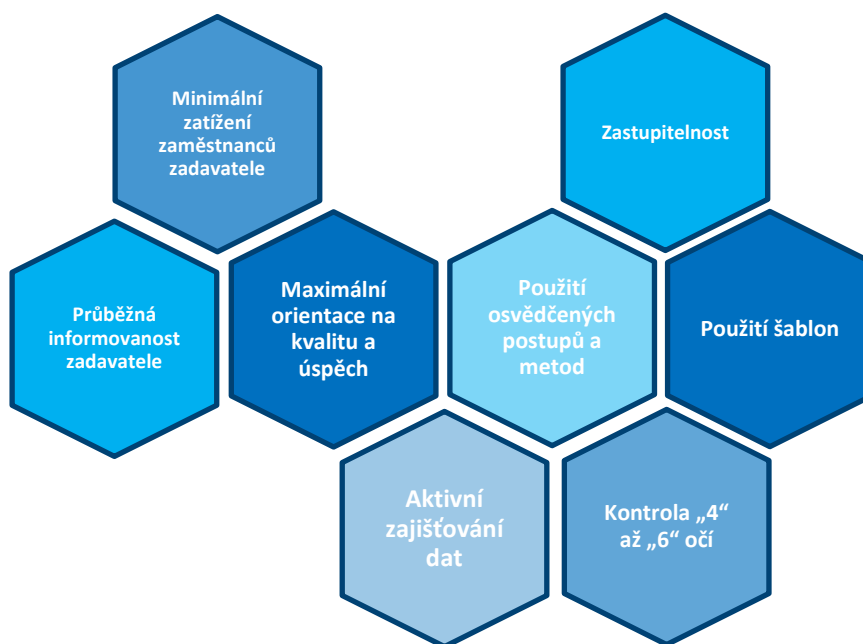 Minimální
zatížení
zaměstnanců
zadavatele
Zastupitelnost
Průběžná
informovanost
zadavatele
Maximální
orientace na
kvalitu a
úspěch
Použití
osvědčených
postupů a
metod
Použití šablon
Aktivní
zajišťování
dat
Kontrola „4“
až „6“ očí